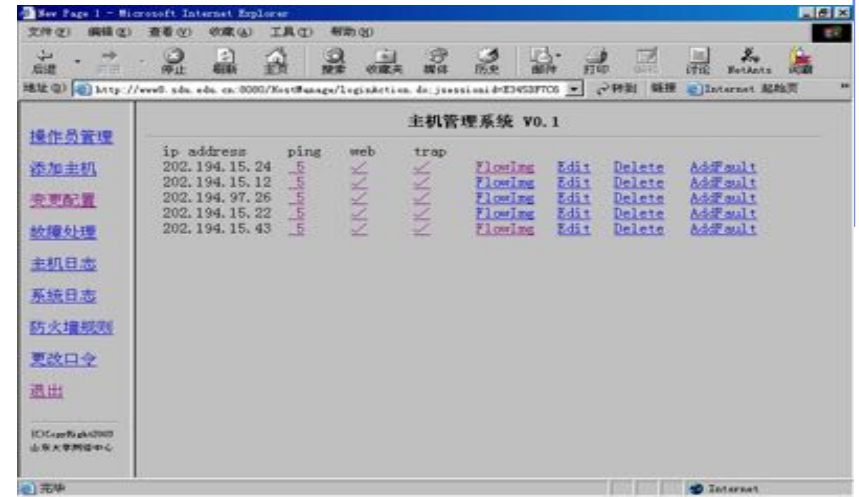 New Page 1 - Microsoft Internet Explorer
文件(F) 编辑(E) 查看(V) 收藏(A) 工具(T) 帮助(H)
后退 停止 刷新 主页 搜索 收藏夹 媒体 历史 邮件 打印 讨论 NetAnts
地址(D) 转到 链接 Internet 起始页
主机管理系统 V0.1
操作员管理
添加主机
变更配置
故障处理
主机日志
系统日志
防火墙规则
更改口令
退出
ip address ping web trap
202.194.15.24 5 FlowImg Edit Delete AddFault
202.194.15.12 5 FlowImg Edit Delete AddFault
202.194.97.26 5 FlowImg Edit Delete AddFault
202.194.15.22 5 FlowImg Edit Delete AddFault
202.194.15.43 5 FlowImg Edit Delete AddFault
山东大学网络中心
完毕 Internet